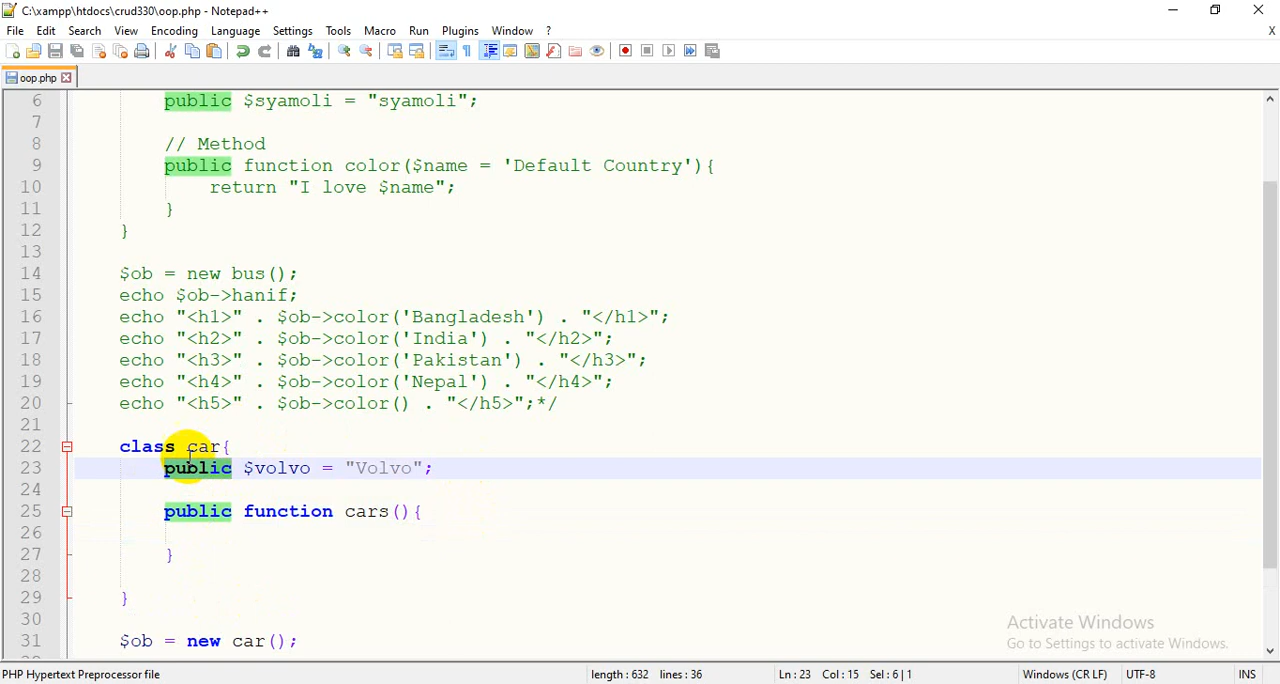 C:\xampp\htdocs\crud330\oop.php - Notepad++
File Edit Search View Encoding Language Settings Tools Macro Run Plugins Window ? X
oop.php
6 public $syamoli = "syamoli";
7
8 // Method
9 public function color($name = 'Default Country'){
10 return "I love $name";
11 }
12 }
13
14 $ob = new bus();
15 echo $ob->hanif;
16 echo "<h1>" . $ob->color('Bangladesh') . "</h1>";
17 echo "<h2>" . $ob->color('India') . "</h2>";
18 echo "<h3>" . $ob->color('Pakistan') . "</h3>";
19 echo "<h4>" . $ob->color('Nepal') . "</h4>";
20 echo "<h5>" . $ob->color() . "</h5>";*/
21
22 class car{
23 public $volvo = "Volvo";
24
25 public function cars(){
26
27 }
28
29 }
30
31 $ob = new car();
Activate Windows
Go to Settings to activate Windows.
PHP Hypertext Preprocessor file length : 632 lines : 36 Ln : 23 Col : 15 Sel : 6 | 1 Windows (CR LF) UTF-8 INS